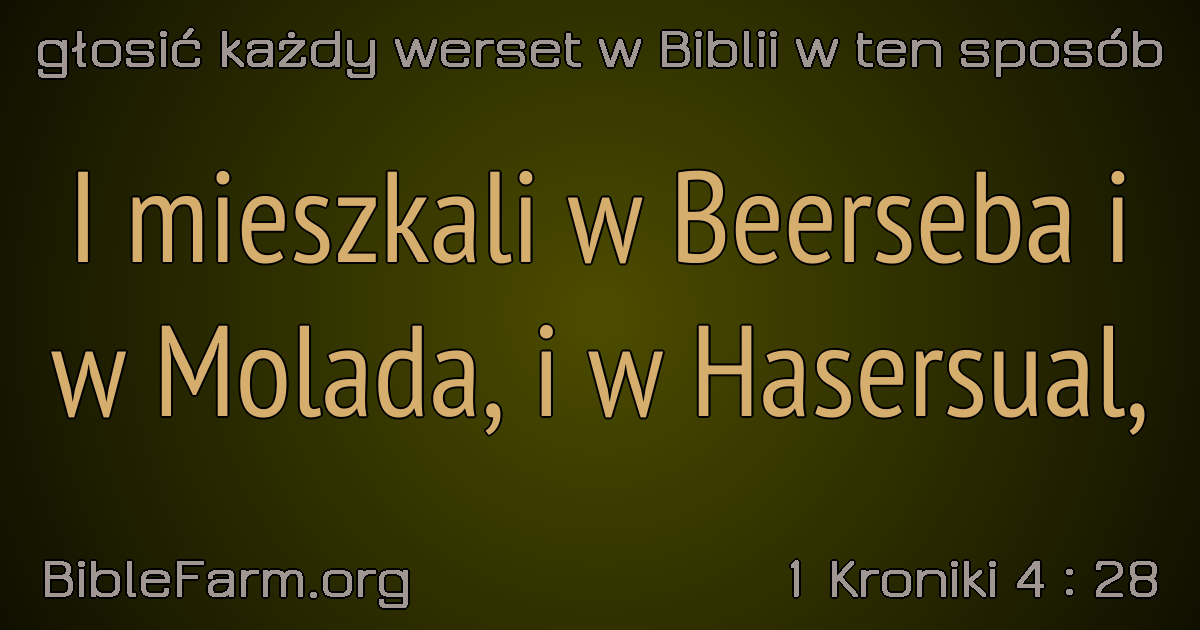 głosić każdy werset w Biblii w ten sposób
I mieszkali w Beerseba i
w Molada, i w Hasersual,
BibleFarm.org
1 Kroniki 4 : 28